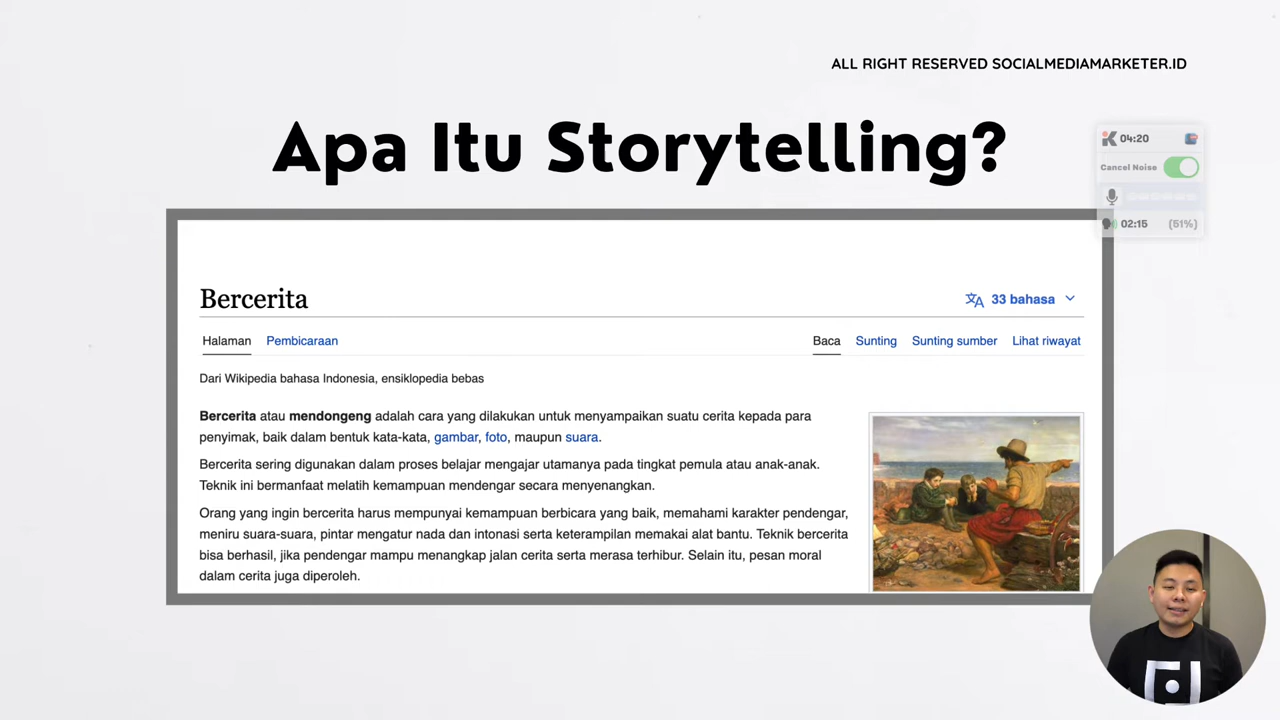 ALL RIGHT RESERVED SOCIALMEDIAMARKETER.ID
Apa Itu Storytelling?
04:20
Cancel Noise
02:15 (51%)
Bercerita
33 bahasa
Halaman Pembicaraan Baca Sunting Sunting sumber Lihat riwayat
Dari Wikipedia bahasa Indonesia, ensiklopedia bebas
Bercerita atau mendongeng adalah cara yang dilakukan untuk menyampaikan suatu cerita kepada para
penyimak, baik dalam bentuk kata-kata, gambar, foto, maupun suara.
Bercerita sering digunakan dalam proses belajar mengajar utamanya pada tingkat pemula atau anak-anak.
Teknik ini bermanfaat melatih kemampuan mendengar secara menyenangkan.
Orang yang ingin bercerita harus mempunyai kemampuan berbicara yang baik, memahami karakter pendengar,
meniru suara-suara, pintar mengatur nada dan intonasi serta keterampilan memakai alat bantu. Teknik bercerita
bisa berhasil, jika pendengar mampu menangkap jalan cerita serta merasa terhibur. Selain itu, pesan moral
dalam cerita juga diperoleh.